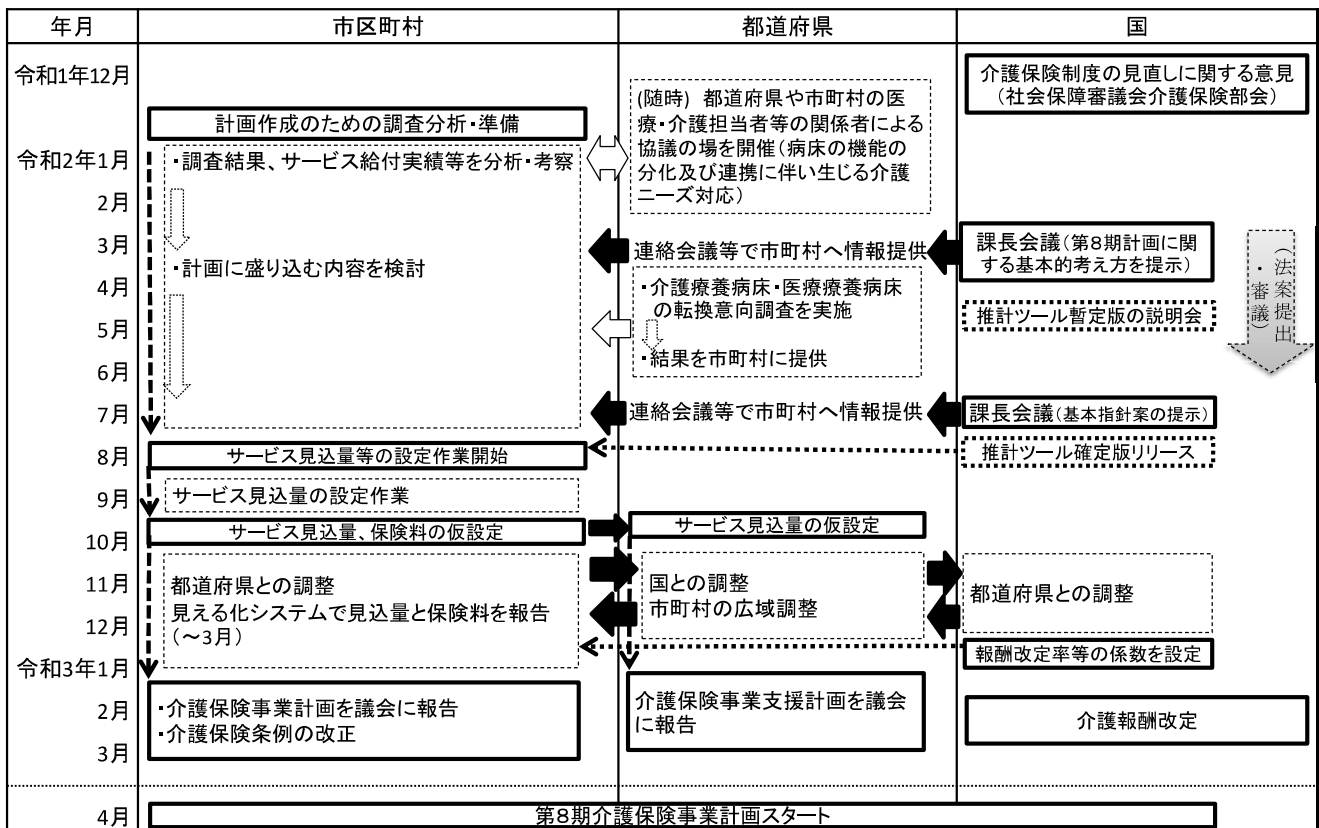 年月
市区町村
都道府県
国
令和1年12月
介護保険制度の見直しに関する意見
(社会保障審議会介護保険部会)
(随時) 都道府県や市町村の医
療・介護担当者等の関係者による
協議の場を開催(病床の機能の
分化及び連携に伴い生じる介護
ニーズ対応)
計画作成のための調査分析・準備
令和2年1月
・調査結果、サービス給付実績等を分析・考察
2月
3月
連絡会議等で市町村へ情報提供
課長会議(第8期計画に関
する基本的考え方を提示)
(法案提出
・審議)
・計画に盛り込む内容を検討
4月
・介護療養病床・医療療養病床
の転換意向調査を実施
推計ツール暫定版の説明会
5月
・結果を市町村に提供
6月
7月
連絡会議等で市町村へ情報提供
課長会議(基本指針案の提示)
8月
サービス見込量等の設定作業開始
推計ツール確定版リリース
9月
サービス見込量の設定作業
サービス見込量、保険料の仮設定
サービス見込量の仮設定
10月
11月
都道府県との調整
見える化システムで見込量と保険料を報告
(~3月)
国との調整
市町村の広域調整
都道府県との調整
12月
報酬改定率等の係数を設定
令和3年1月
2月
・介護保険事業計画を議会に報告
・介護保険条例の改正
介護保険事業支援計画を議会
に報告
介護報酬改定
3月
4月
第8期介護保険事業計画スタート